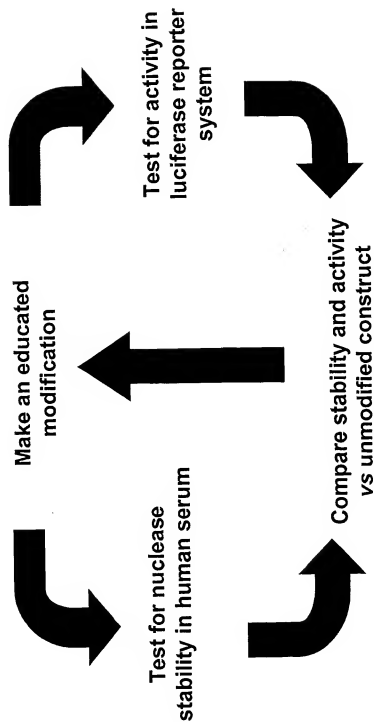 Make an educated
modification
Test for nuclease
stability in human serum
Test for activity in
luciferase reporter
system
Compare stability and activity
vs unmodified construct